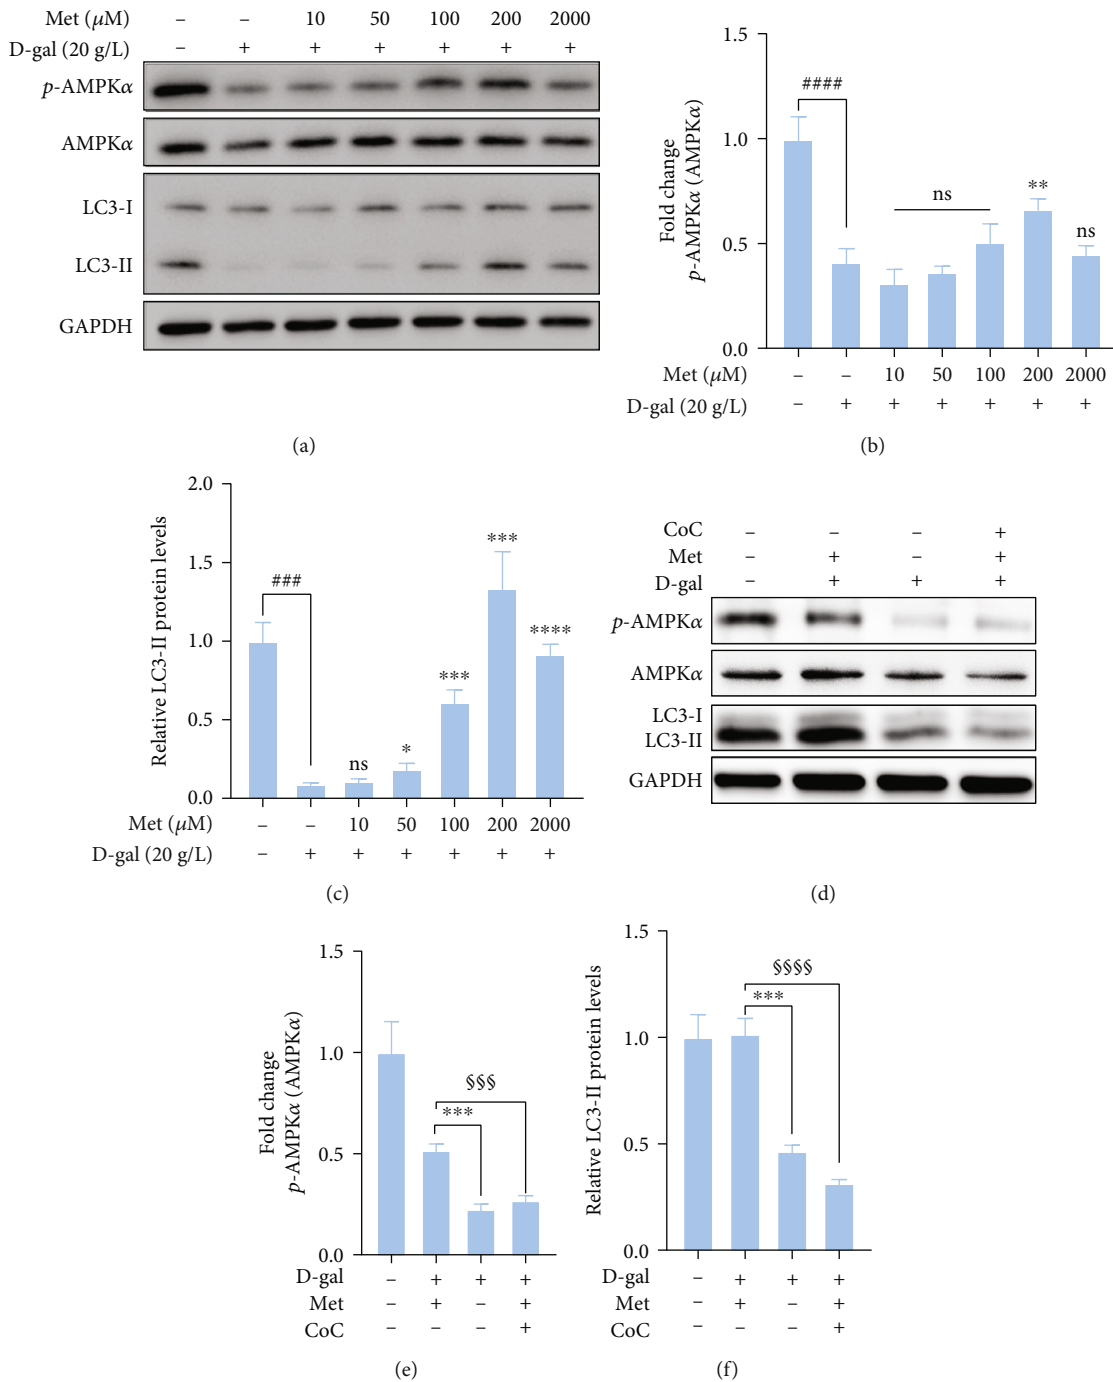 Met (μM) – – 10 50 100 200 2000
D-gal (20 g/L) – + + + + + +
p-AMPKα
AMPKα
LC3-I
LC3-II
GAPDH
(a)
1.5
1.0
0.5
0.0
Fold change
p-AMPKα (AMPKα)
####
ns
**
ns
Met (μM) – – 10 50 100 200 2000
D-gal (20 g/L) – + + + + + +
(b)
2.0
1.5
1.0
0.5
0.0
Relative LC3-II protein levels
###
ns
*
***
***
****
Met (μM) – – 10 50 100 200 2000
D-gal (20 g/L) – + + + + + +
(c)
CoC – – – +
Met – + – +
D-gal – + + +
p-AMPKα
AMPKα
LC3-I
LC3-II
GAPDH
(d)
1.5
1.0
0.5
0.0
Fold change
p-AMPKα (AMPKα)
§§§
***
D-gal – + + +
Met – + – +
CoC – – – +
(e)
1.5
1.0
0.5
0.0
Relative LC3-II protein levels
§§§§
***
D-gal – + + +
Met – + – +
CoC – – – +
(f)